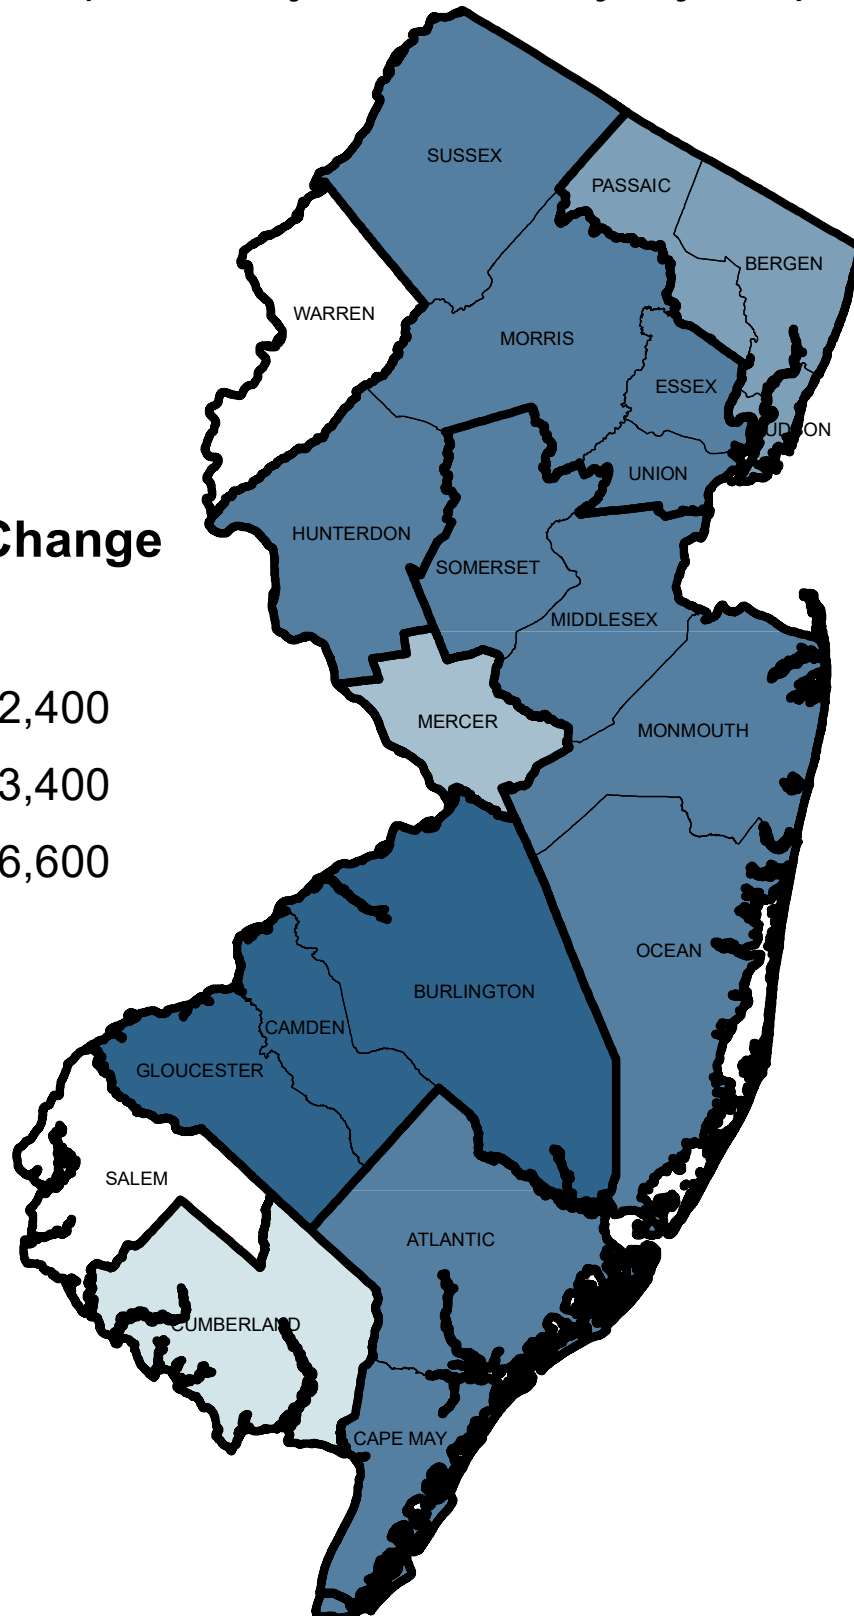 SUSSEX
PASSAIC
BERGEN
WARREN
MORRIS
ESSEX
UDSON
UNION
HUNTERDON
Change
SOMERSET
MIDDLESEX
2,400
MERCER
MONMOUTH
3,400
6,600
OCEAN
BURLINGTON
CAMDEN
GLOUCESTER
SALEM
ATLANTIC
CUMBERLAND
CAPE MAY